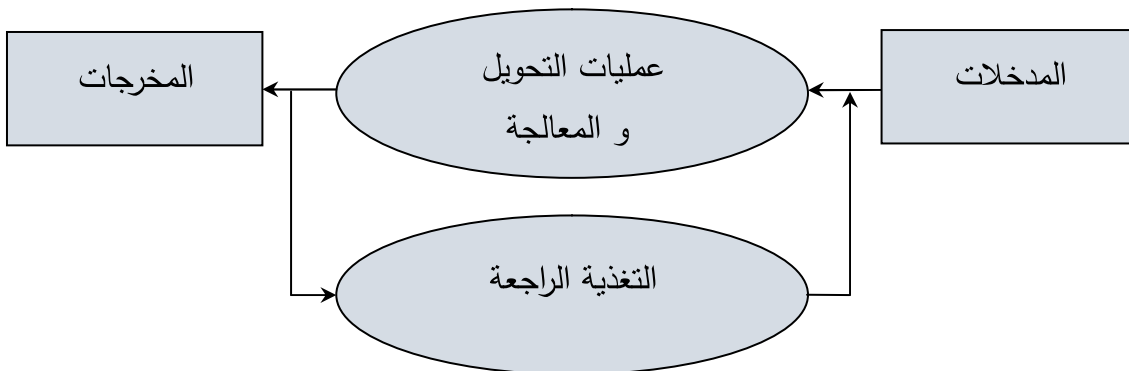 المدخلات
عمليات التحويل
و المعالجة
المخرجات
التغذية الراجعة